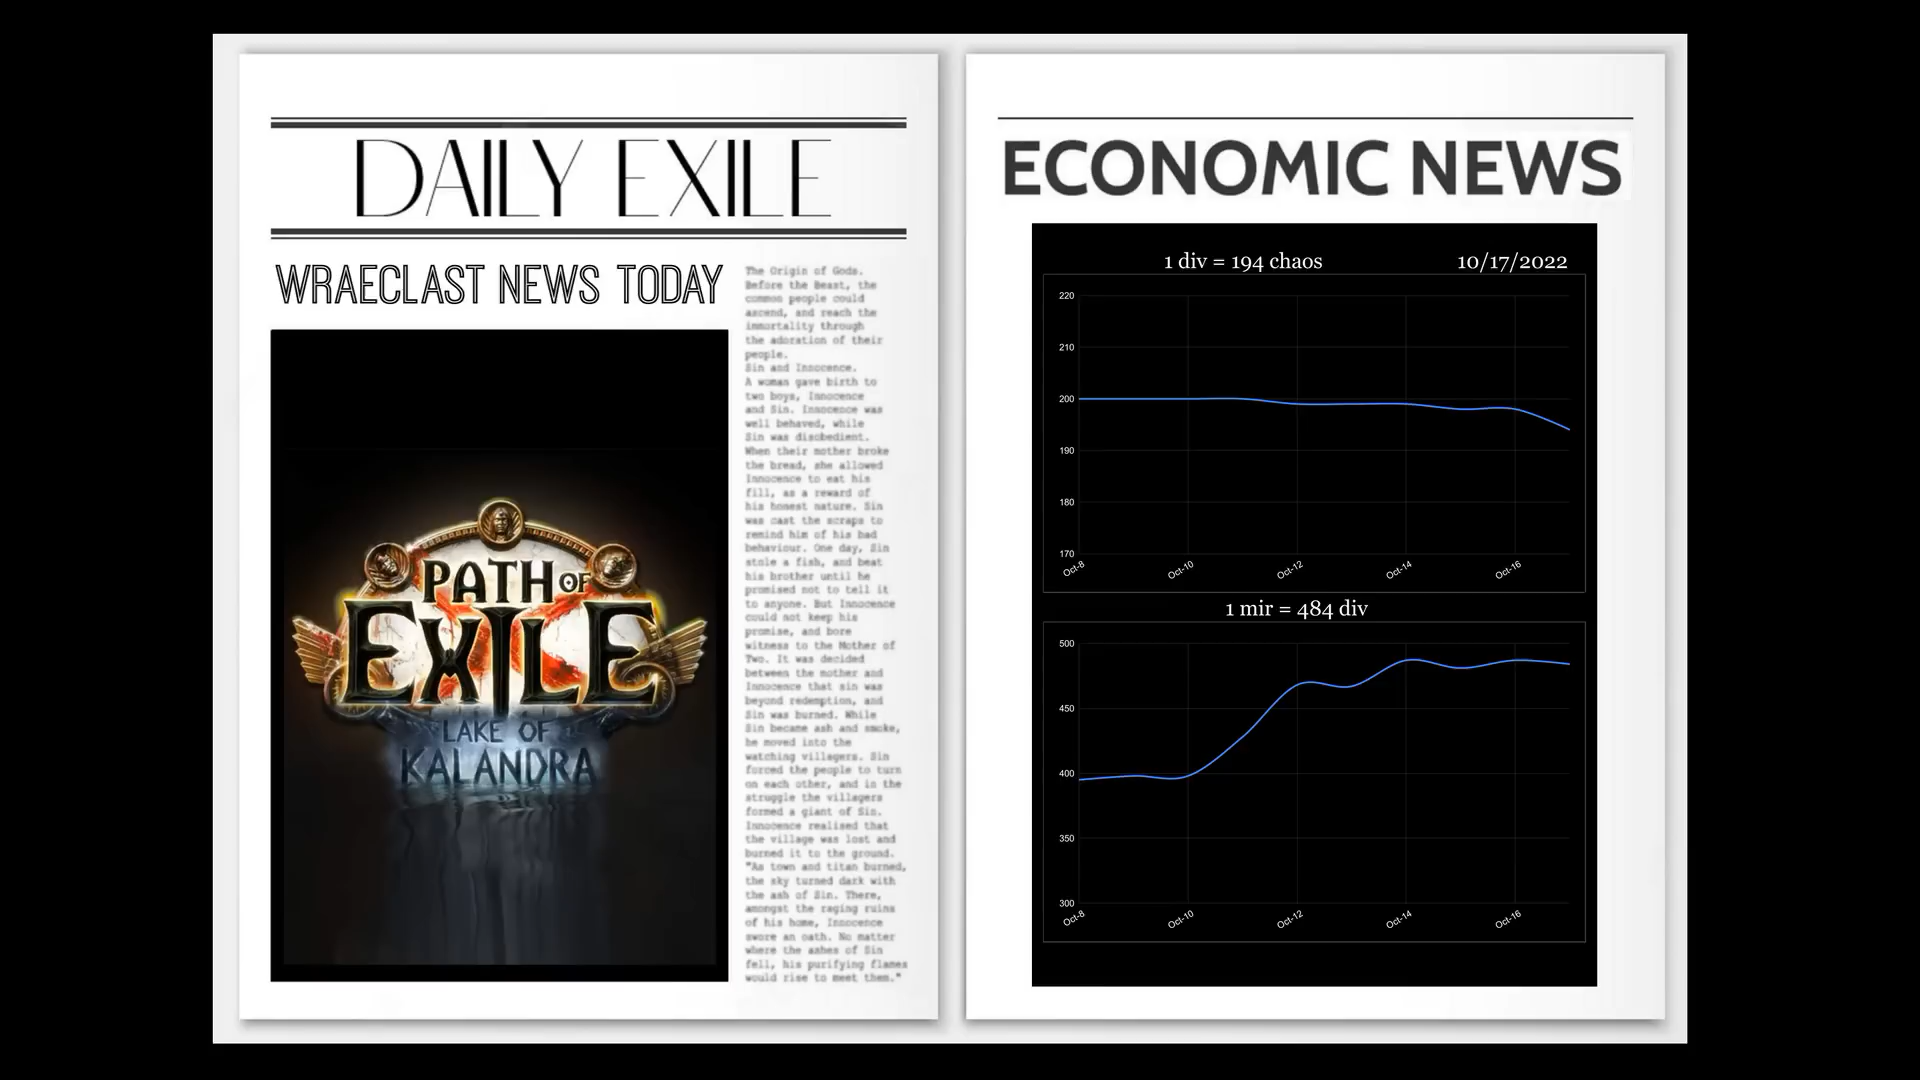 DAILY EXILE
WRAECLAST NEWS TODAY
PATH OF
EXILE
LAKE OF
KALANDRA
The Origin of Gods.
Before the Beast, the
common people could
ascend, and reach the
immortality through
the adoration of their
people.
Sin and Innocence.
A woman gave birth to
two boys, Innocence
and Sin. Innocence was
well behaved, while
Sin was disobedient.
When their mother broke
the bread, she allowed
Innocence to eat his
fill, as a reward of
his honest nature. Sin
was cast the scraps to
remind him of his bad
behaviour. One day, Sin
stole a fish, and beat
his brother until he
promised not to tell it
to anyone. But Innocence
could not keep his
promise, and bore
witness to the Mother of
Two. It was decided
between the mother and
Innocence that sin was
beyond redemption, and
Sin was burned. While
Sin became ash and smoke,
he moved into the
watching villagers. Sin
forced the people to turn
on each other, and in the
struggle the villagers
formed a giant of Sin.
Innocence realised that
the village was lost and
burned it to the ground.
"As town and titan burned,
the sky turned dark with
the ash of Sin. There,
amongst the raging ruins
of his home, Innocence
swore an oath. No matter
where the ashes of Sin
fell, his purifying flames
would rise to meet them."
ECONOMIC NEWS
1 div = 194 chaos 10/17/2022
220
210
200
190
180
170
Oct-8 Oct-10 Oct-12 Oct-14 Oct-16
1 mir = 484 div
500
450
400
350
300
Oct-8 Oct-10 Oct-12 Oct-14 Oct-16